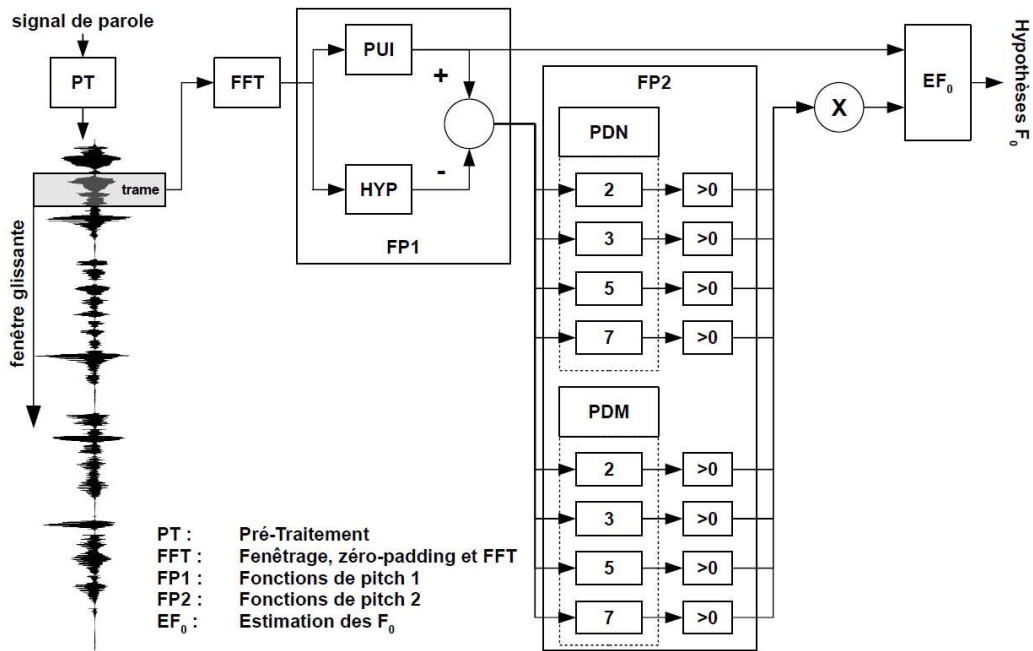 signal de parole
PT
trame
fenêtre glissante
FFT
PUI
+
-
HYP
FP1
FP2
PDN
2 >0
3 >0
5 >0
7 >0
PDM
2 >0
3 >0
5 >0
7 >0
X
EF₀
Hypothèses F₀
PT : Pré-Traitement
FFT : Fenêtrage, zéro-padding et FFT
FP1 : Fonctions de pitch 1
FP2 : Fonctions de pitch 2
EF₀ : Estimation des F₀